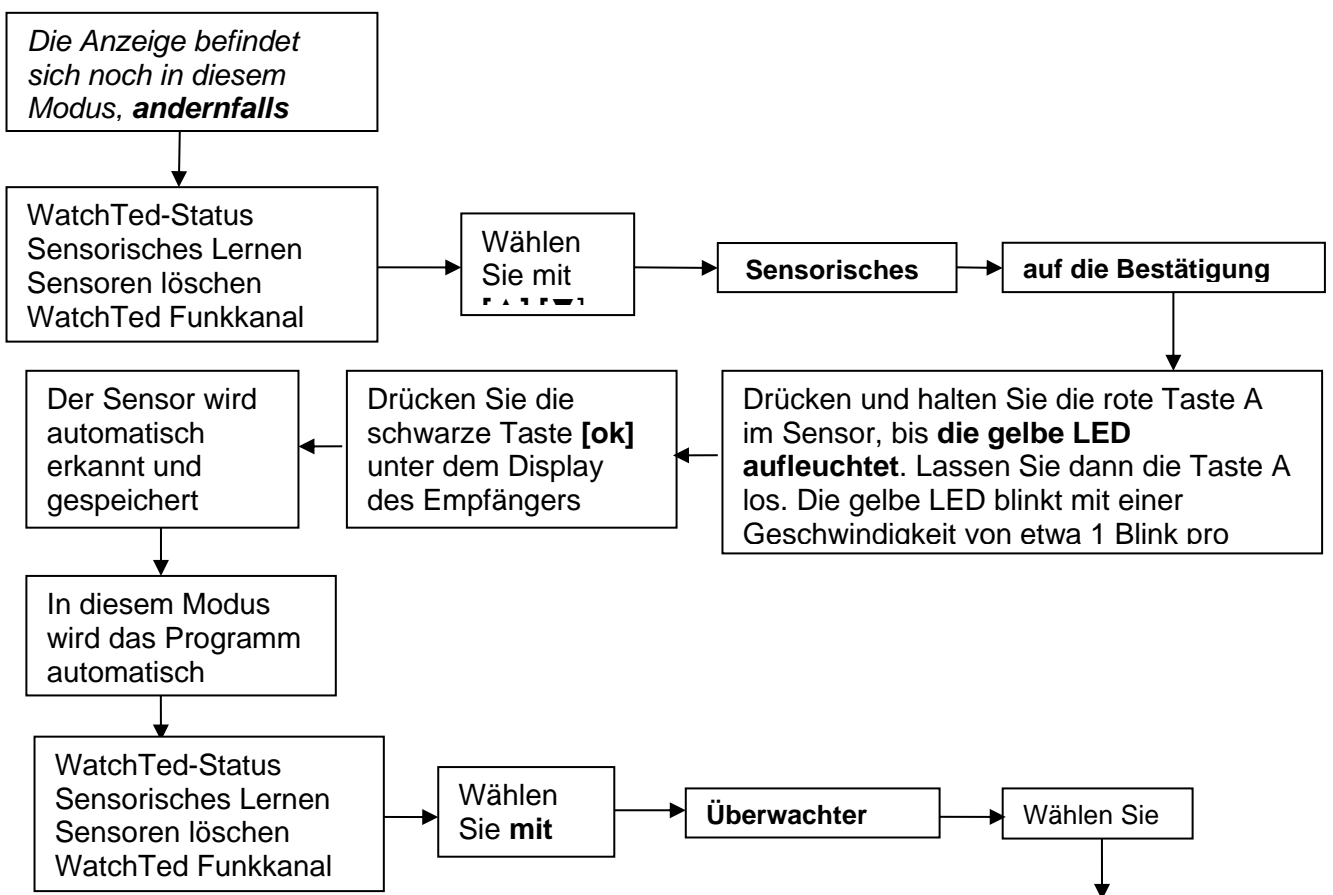 Die Anzeige befindet
sich noch in diesem
Modus, andernfalls
WatchTed-Status
Sensorisches Lernen
Sensoren löschen
WatchTed Funkkanal
Wählen
Sie mit
Sensorisches
auf die Bestätigung
Drücken und halten Sie die rote Taste A
im Sensor, bis die gelbe LED
aufleuchtet. Lassen Sie dann die Taste A
los. Die gelbe LED blinkt mit einer
Geschwindigkeit von etwa 1 Blink pro
Drücken Sie die
schwarze Taste [ok]
unter dem Display
des Empfängers
Der Sensor wird
automatisch
erkannt und
gespeichert
In diesem Modus
wird das Programm
automatisch
WatchTed-Status
Sensorisches Lernen
Sensoren löschen
WatchTed Funkkanal
Wählen
Sie mit
Überwachter
Wählen Sie